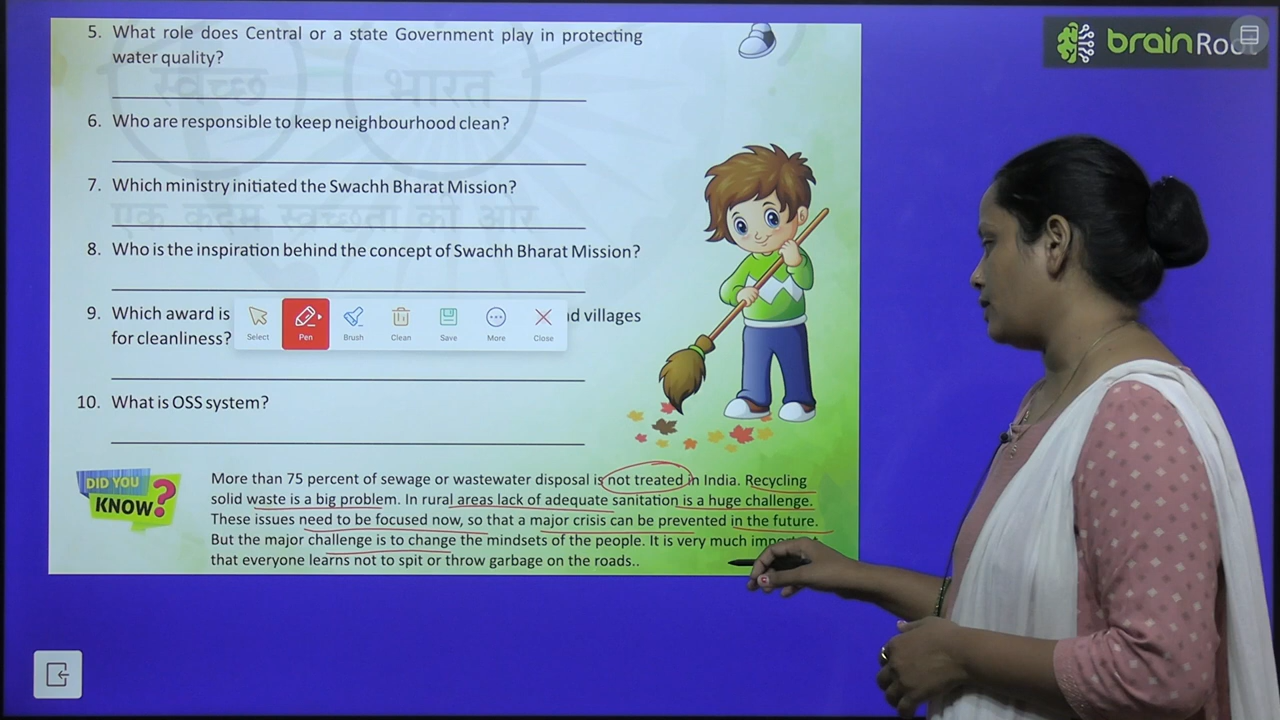 brainRoot
5. What role does Central or a state Government play in protecting
water quality?
स्वच्छ भारत
6. Who are responsible to keep neighbourhood clean?
7. Which ministry initiated the Swachh Bharat Mission?
एक कदम स्वच्छता की ओर
8. Who is the inspiration behind the concept of Swachh Bharat Mission?
9. Which award is villages
for cleanliness?
Select Pen Brush Clean Save More Close
10. What is OSS system?
DID YOU
KNOW?
More than 75 percent of sewage or wastewater disposal is not treated in India. Recycling
solid waste is a big problem. In rural areas lack of adequate sanitation is a huge challenge.
These issues need to be focused now, so that a major crisis can be prevented in the future.
But the major challenge is to change the mindsets of the people. It is very much important
that everyone learns not to spit or throw garbage on the roads..